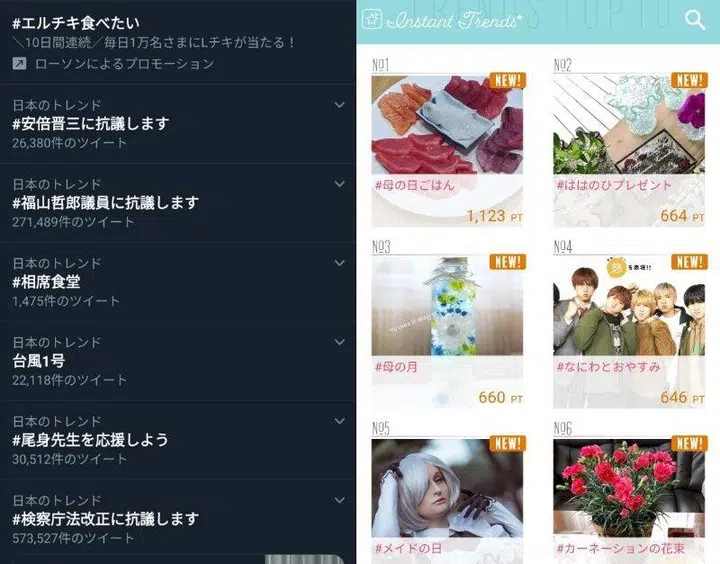 #エルチキ食べたい
＼10日間連続／毎日1万名さまにLチキが当たる！
ローソンによるプロモーション
日本のトレンド
#安倍晋三に抗議します
26,380件のツイート
日本のトレンド
#福山哲郎議員に抗議します
271,489件のツイート
日本のトレンド
#相席食堂
1,475件のツイート
日本のトレンド
台風1号
22,118件のツイート
日本のトレンド
#尾身先生を応援しよう
30,512件のツイート
日本のトレンド
#検察庁法改正に抗議します
573,527件のツイート
TRENDS TOP10
Instant Trends*
№1
NEW!
#母の日ごはん
1,123 PT
№2
NEW!
#ははのひプレゼント
664 PT
№3
NEW!
#母の月
660 PT
№4
NEW!
悠を表現!!
#なにわとおやすみ
646 PT
№5
NEW!
#メイドの日
№6
NEW!
#カーネーションの花束